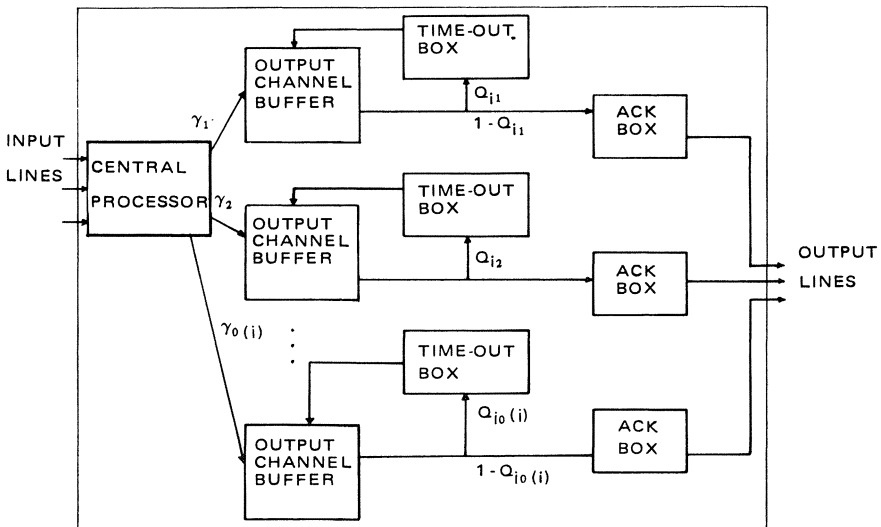 TIME-OUT.
BOX
OUTPUT
CHANNEL
BUFFER
Qi1
1 - Qi1
ACK
BOX
γ1.
INPUT
LINES
CENTRAL
PROCESSOR
γ2
TIME-OUT
BOX
OUTPUT
CHANNEL
BUFFER
Qi2
ACK
BOX
OUTPUT
LINES
γ0(i)
TIME-OUT
BOX
Qi0(i)
OUTPUT
CHANNEL
BUFFER
1 - Qi0(i)
ACK
BOX